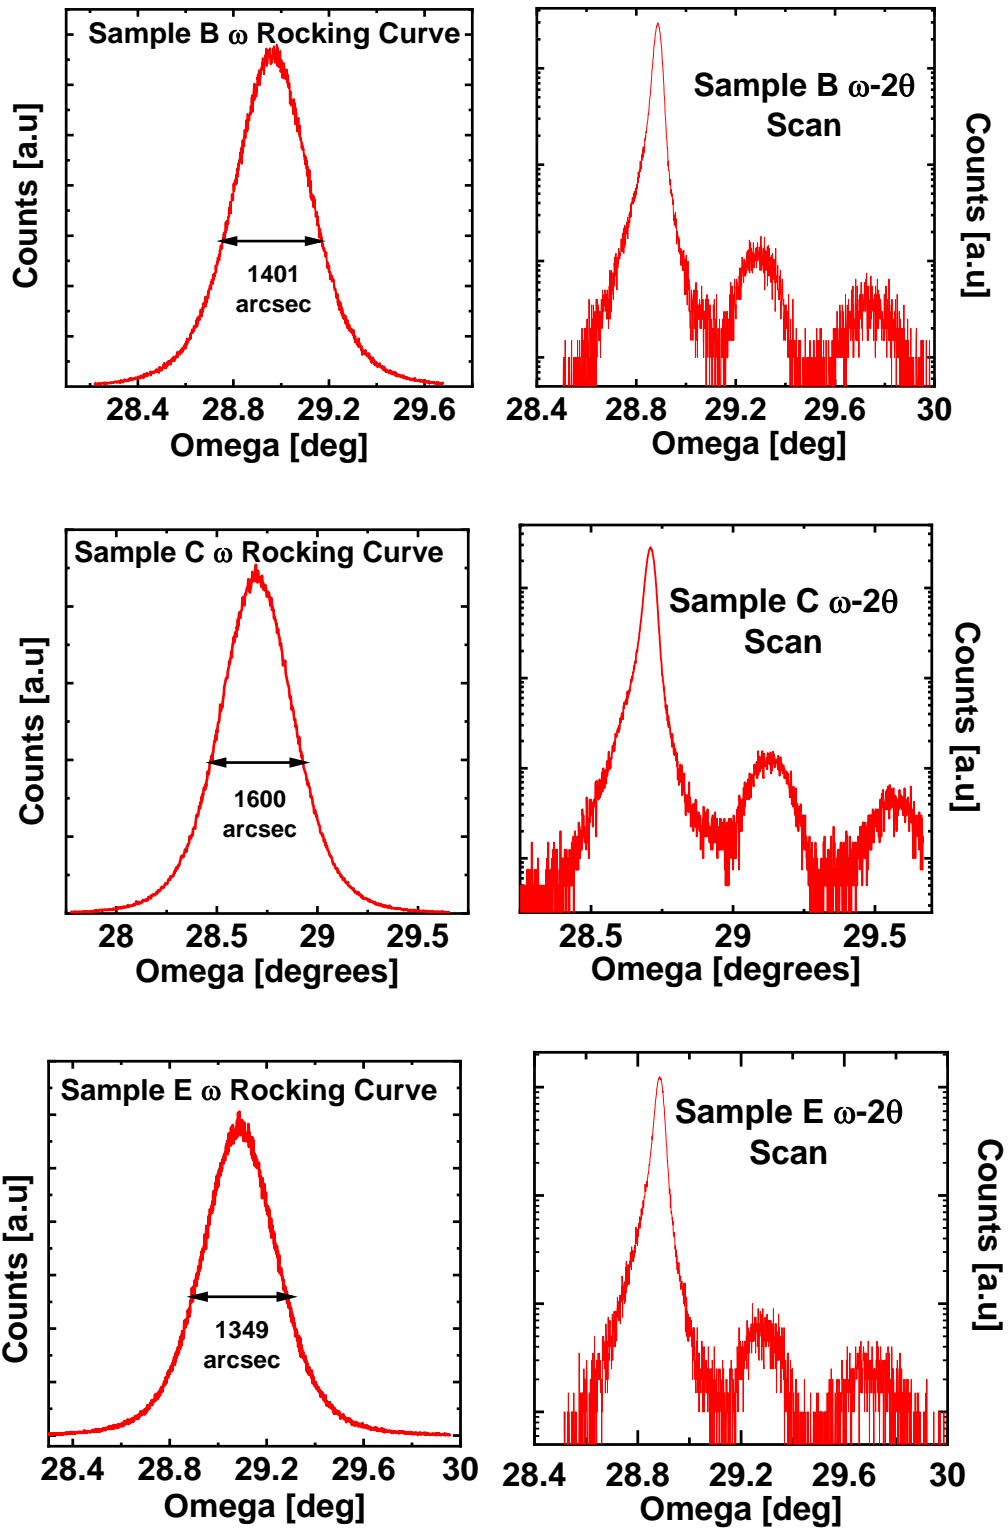 Sample B ω Rocking Curve
Counts [a.u]
1401
arcsec
28.4 28.8 29.2 29.6
Omega [deg]
Sample B ω-2θ
Scan
Counts [a.u]
28.4 28.8 29.2 29.6 30
Omega [deg]
Sample C ω Rocking Curve
Counts [a.u]
1600
arcsec
28 28.5 29 29.5
Omega [degrees]
Sample C ω-2θ
Scan
Counts [a.u]
28.5 29 29.5
Omega [degrees]
Sample E ω Rocking Curve
Counts [a.u]
1349
arcsec
28.4 28.8 29.2 29.6 30
Omega [deg]
Sample E ω-2θ
Scan
Counts [a.u]
28.4 28.8 29.2 29.6 30
Omega [deg]